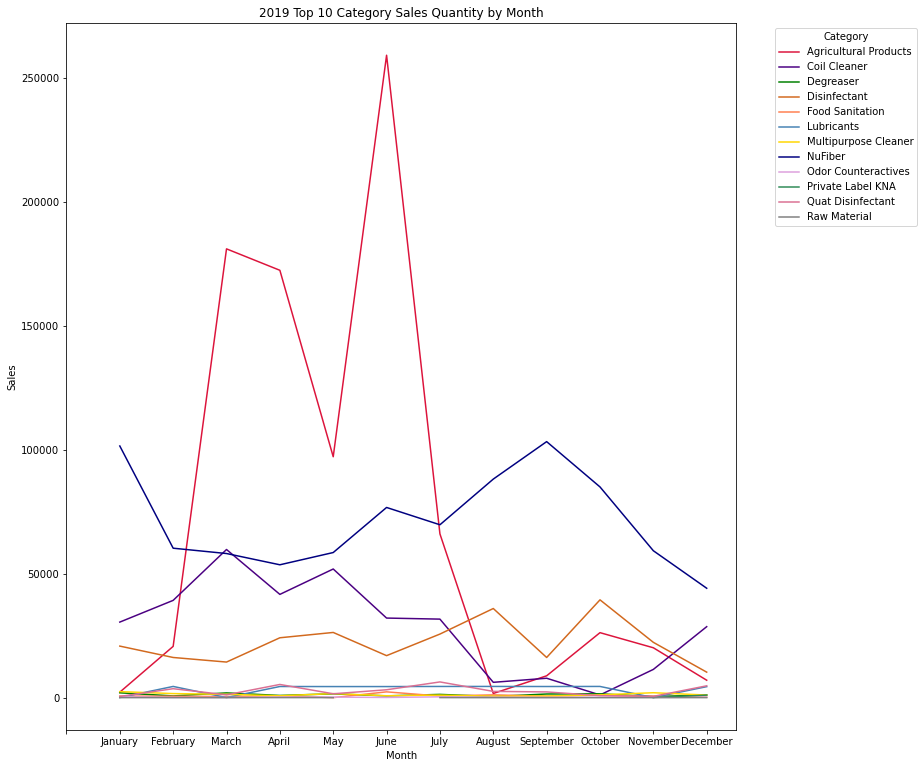 2019 Top 10 Category Sales Quantity by Month
Category
Agricultural Products
Coil Cleaner
Degreaser
Disinfectant
Food Sanitation
Lubricants
Multipurpose Cleaner
NuFiber
Odor Counteractives
Private Label KNA
Quat Disinfectant
Raw Material
250000
200000
150000
100000
50000
0
Sales
January February March April May June July August September October November December
Month